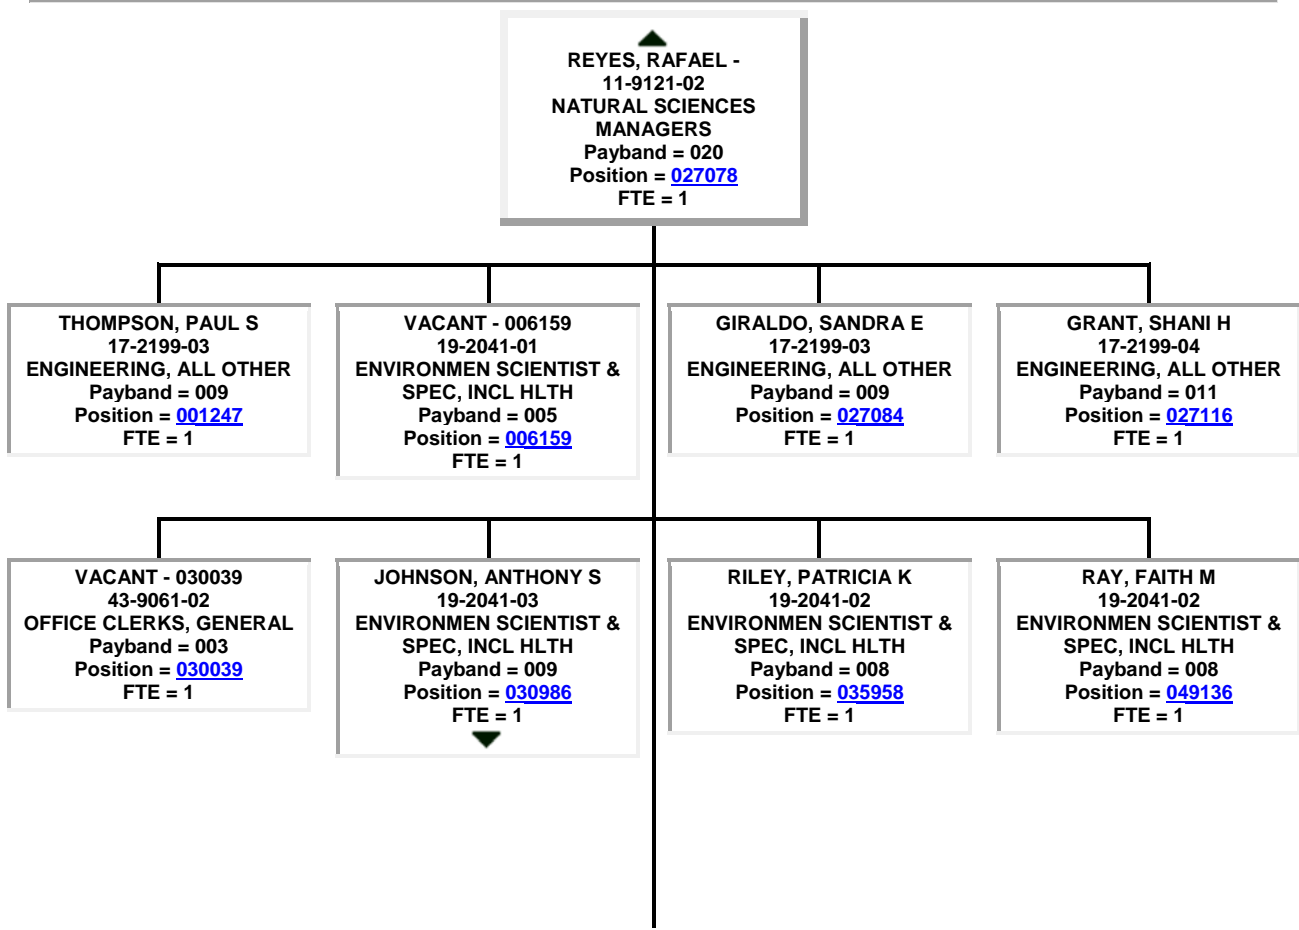 REYES, RAFAEL -
11-9121-02
NATURAL SCIENCES
MANAGERS
Payband = 020
Position = 027078
FTE = 1
THOMPSON, PAUL S
17-2199-03
ENGINEERING, ALL OTHER
Payband = 009
Position = 001247
FTE = 1
VACANT - 006159
19-2041-01
ENVIRONMEN SCIENTIST &
SPEC, INCL HLTH
Payband = 005
Position = 006159
FTE = 1
GIRALDO, SANDRA E
17-2199-03
ENGINEERING, ALL OTHER
Payband = 009
Position = 027084
FTE = 1
GRANT, SHANI H
17-2199-04
ENGINEERING, ALL OTHER
Payband = 011
Position = 027116
FTE = 1
VACANT - 030039
43-9061-02
OFFICE CLERKS, GENERAL
Payband = 003
Position = 030039
FTE = 1
JOHNSON, ANTHONY S
19-2041-03
ENVIRONMEN SCIENTIST &
SPEC, INCL HLTH
Payband = 009
Position = 030986
FTE = 1
RILEY, PATRICIA K
19-2041-02
ENVIRONMEN SCIENTIST &
SPEC, INCL HLTH
Payband = 008
Position = 035958
FTE = 1
RAY, FAITH M
19-2041-02
ENVIRONMEN SCIENTIST &
SPEC, INCL HLTH
Payband = 008
Position = 049136
FTE = 1